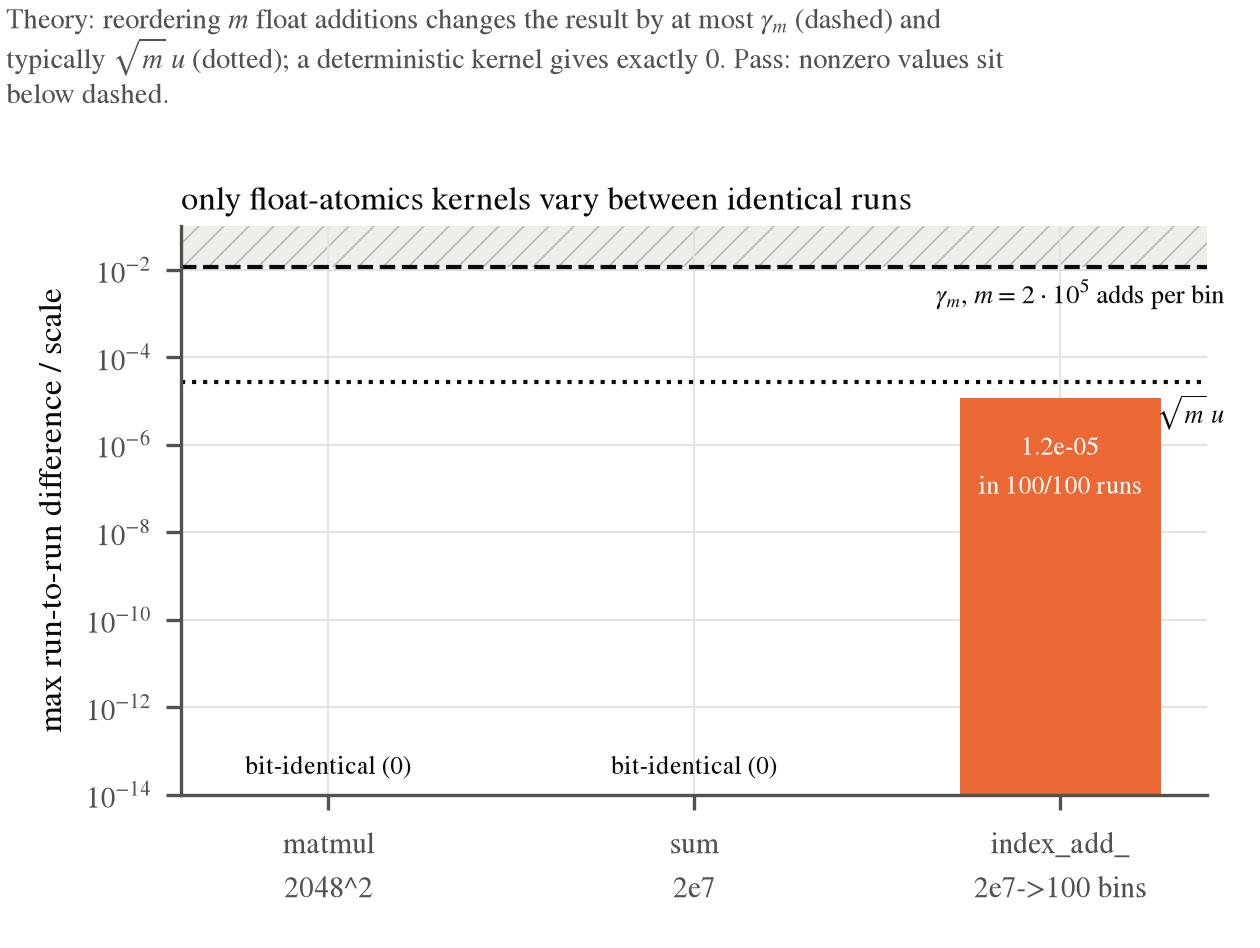 Theory: reordering m float additions changes the result by at most γₘ (dashed) and
typically √m u (dotted); a deterministic kernel gives exactly 0. Pass: nonzero values sit
below dashed.
only float-atomics kernels vary between identical runs
max run-to-run difference / scale
10⁻²
10⁻⁴
10⁻⁶
10⁻⁸
10⁻¹⁰
10⁻¹²
10⁻¹⁴
γₘ, m = 2 · 10⁵ adds per bin
√m u
1.2e-05
in 100/100 runs
bit-identical (0)
bit-identical (0)
matmul
2048^2
sum
2e7
index_add_
2e7->100 bins